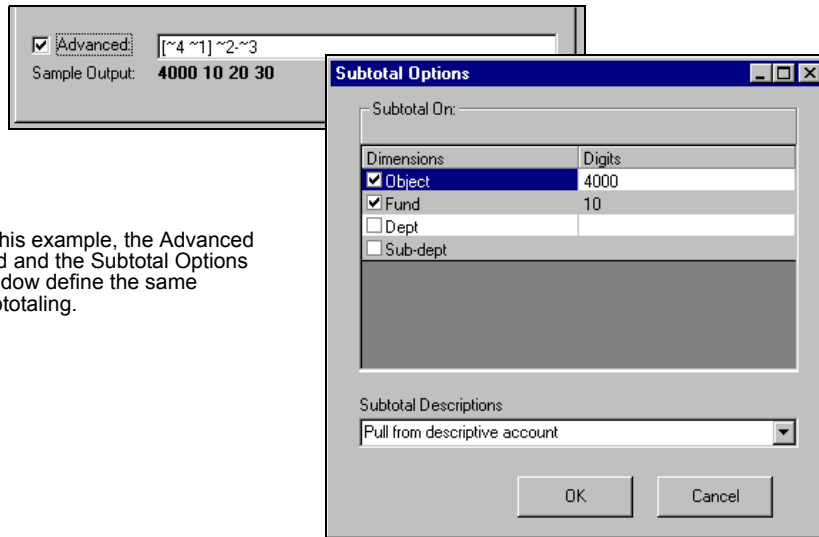 Advanced: [~4 ~1] ~2-~3
Sample Output: 4000 10 20 30
Subtotal Options
Subtotal On:
Dimensions Digits
Object 4000
Fund 10
Dept
Sub-dept
his example, the Advanced
d and the Subtotal Options
dow define the same
totaling.
Subtotal Descriptions
Pull from descriptive account
OK Cancel